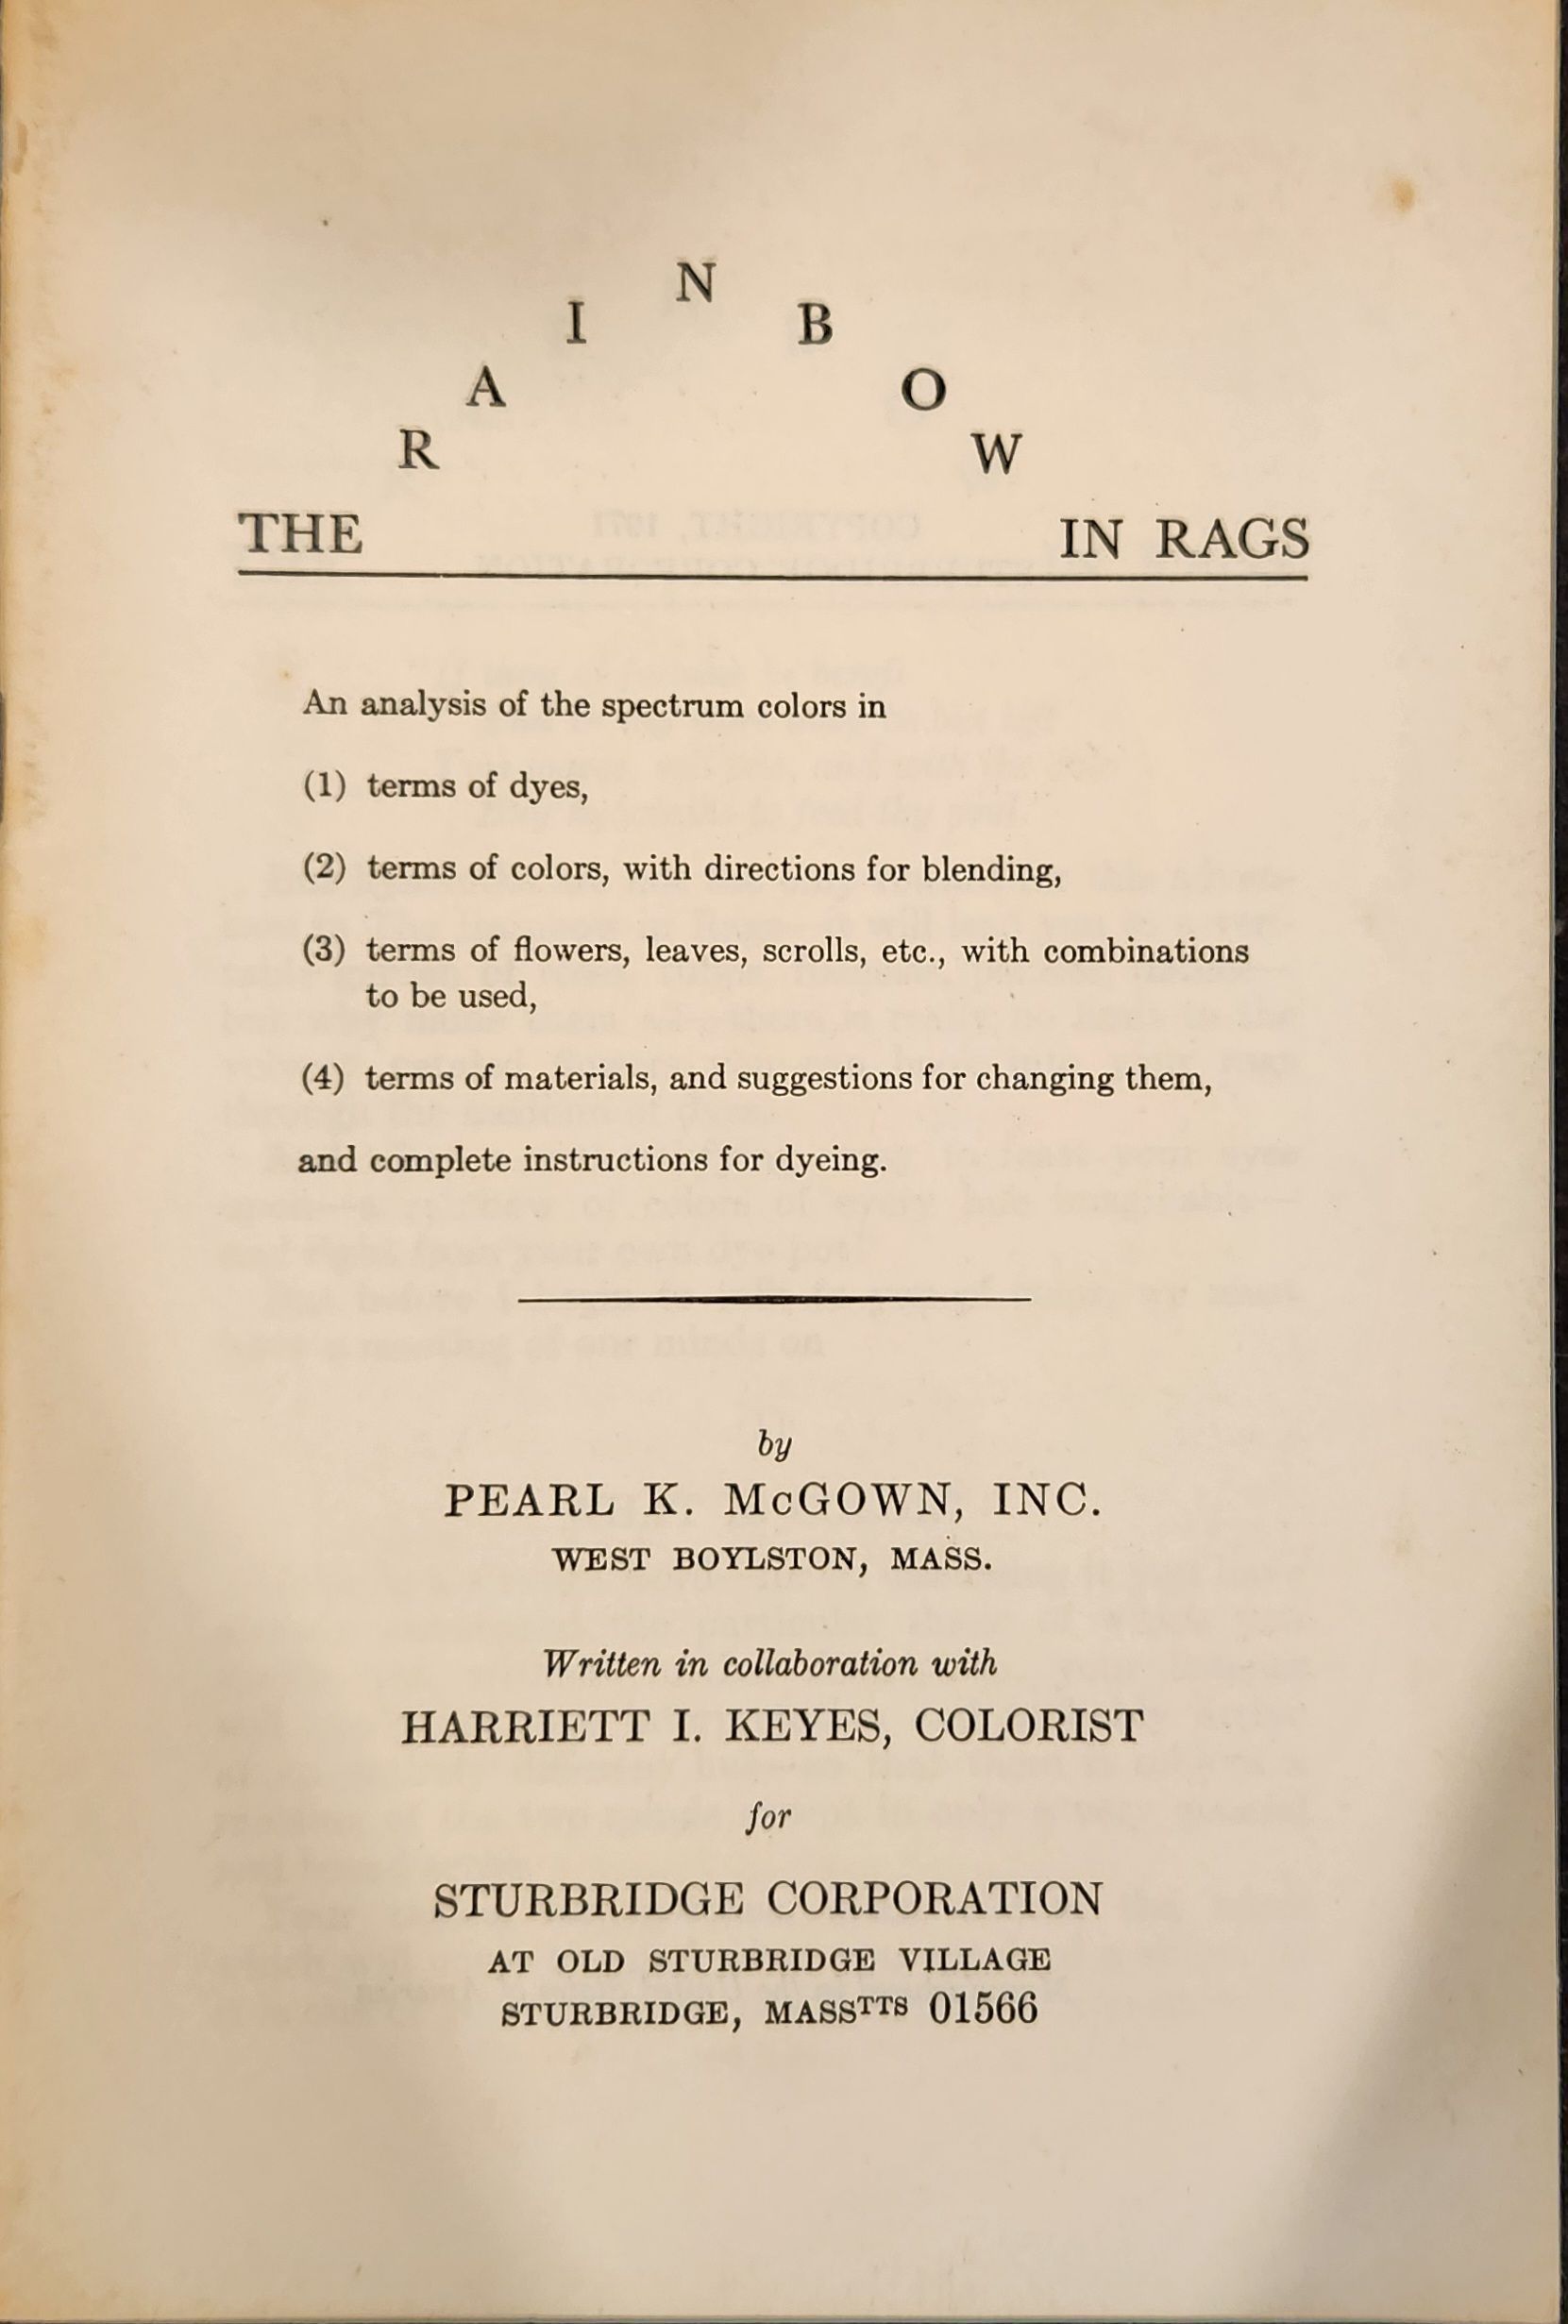 THE RAINBOW IN RAGS
An analysis of the spectrum colors in
(1) terms of dyes,
(2) terms of colors, with directions for blending,
(3) terms of flowers, leaves, scrolls, etc., with combinations
to be used,
(4) terms of materials, and suggestions for changing them,
and complete instructions for dyeing.
by
PEARL K. McGOWN, INC.
WEST BOYLSTON, MASS.
Written in collaboration with
HARRIETT I. KEYES, COLORIST
for
STURBRIDGE CORPORATION
AT OLD STURBRIDGE VILLAGE
STURBRIDGE, MASSTTS 01566